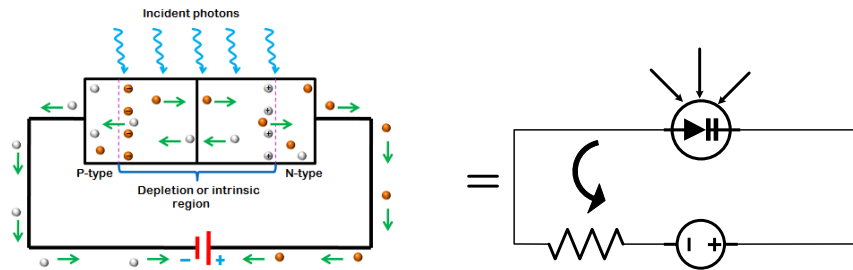 Incident photons
P-type
N-type
Depletion or intrinsic
region
- +
=
- +